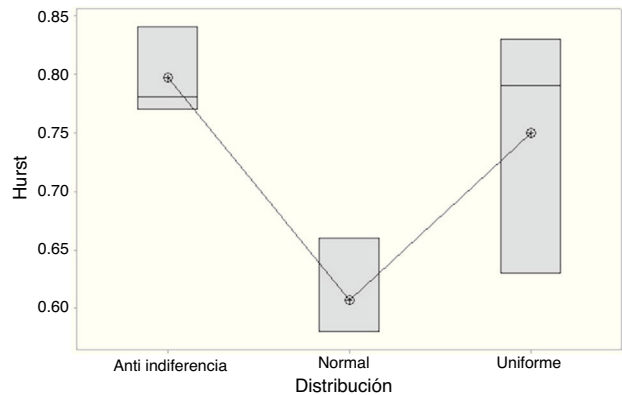 0.85
0.80
0.75
0.70
0.65
0.60
Hurst
Anti indiferencia
Normal
Uniforme
Distribución